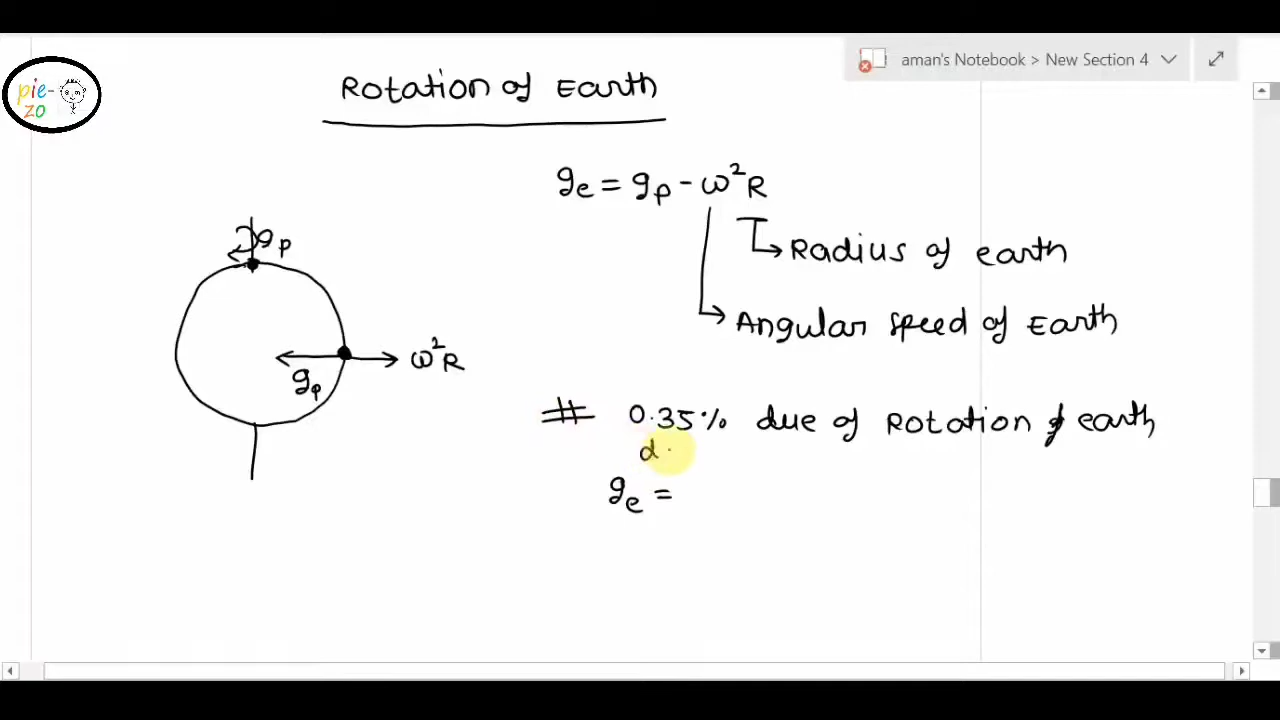 pie-
zo
aman's Notebook > New Section 4
Rotation of Earth
gₑ = gₚ - ω²R
Radius of earth
Angular speed of Earth
gₚ
ω²R
gₚ
# 0.35% due of Rotation of earth
d
gₑ =